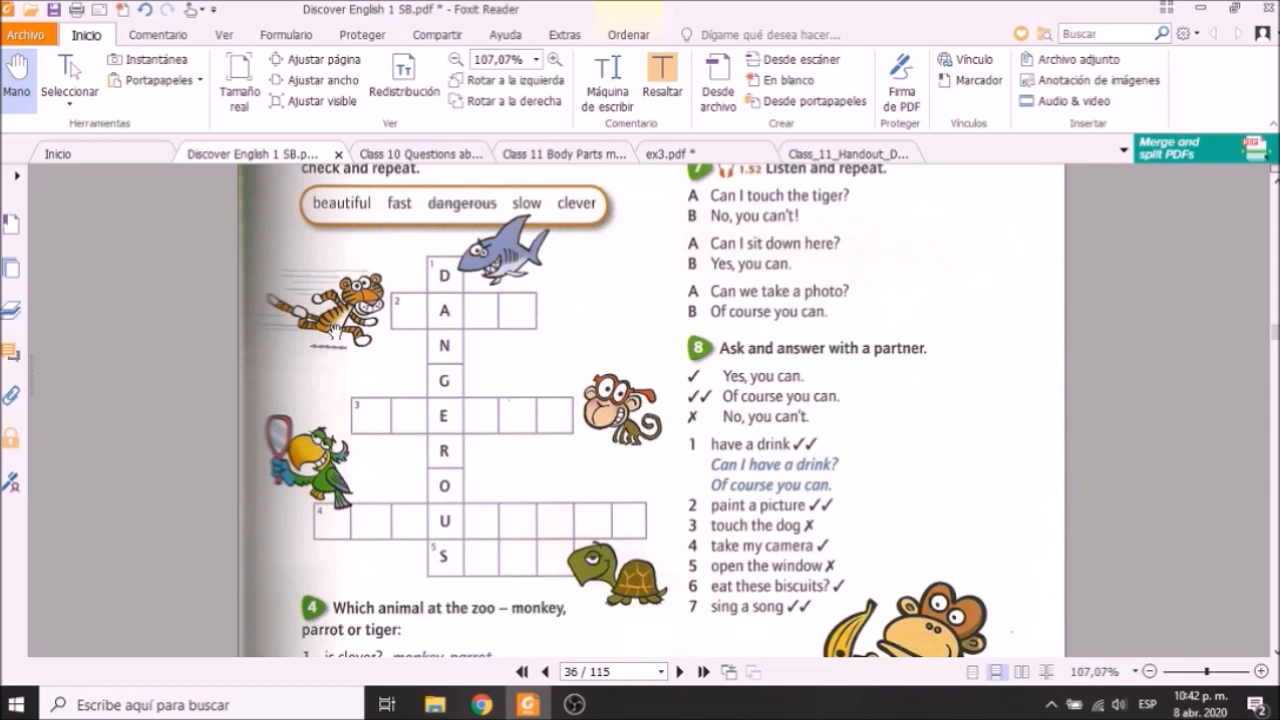 Discover English 1 SB.pdf * - Foxit Reader
Archivo Inicio Comentario Ver Formulario Proteger Compartir Ayuda Extras Ordenar Dígame qué desea hacer... Buscar
Mano
Seleccionar
Instantánea
Portapapeles
Herramientas
Tamaño real
Ajustar página
Ajustar ancho
Ajustar visible
Redistribución
107,07%
Rotar a la izquierda
Rotar a la derecha
Ver
Máquina de escribir
Resaltar
Comentario
Desde archivo
Desde escáner
En blanco
Desde portapapeles
Crear
Firma de PDF
Proteger
Vínculo
Marcador
Vínculos
Archivo adjunto
Anotación de imágenes
Audio & video
Insertar
Inicio
Discover English 1 SB.p...
Class 10 Questions ab...
Class 11 Body Parts m...
ex3.pdf *
Class_11_Handout_D...
Merge and
split PDFs
check and repeat.
beautiful fast dangerous slow clever
1 D
2 A
N
G
3 E
R
O
4 U
5 S
4 Which animal at the zoo – monkey,
parrot or tiger:
1 is clever? monkey, parrot
7 1.52 Listen and repeat.
A Can I touch the tiger?
B No, you can't!
A Can I sit down here?
B Yes, you can.
A Can we take a photo?
B Of course you can.
8 Ask and answer with a partner.
✓ Yes, you can.
✓✓ Of course you can.
✗ No, you can't.
1 have a drink ✓✓
Can I have a drink?
Of course you can.
2 paint a picture ✓✓
3 touch the dog ✗
4 take my camera ✓
5 open the window ✗
6 eat these biscuits? ✓
7 sing a song ✓✓
36 / 115
107,07%
Escribe aquí para buscar
ESP
10:42 p. m.
8 abr. 2020
2